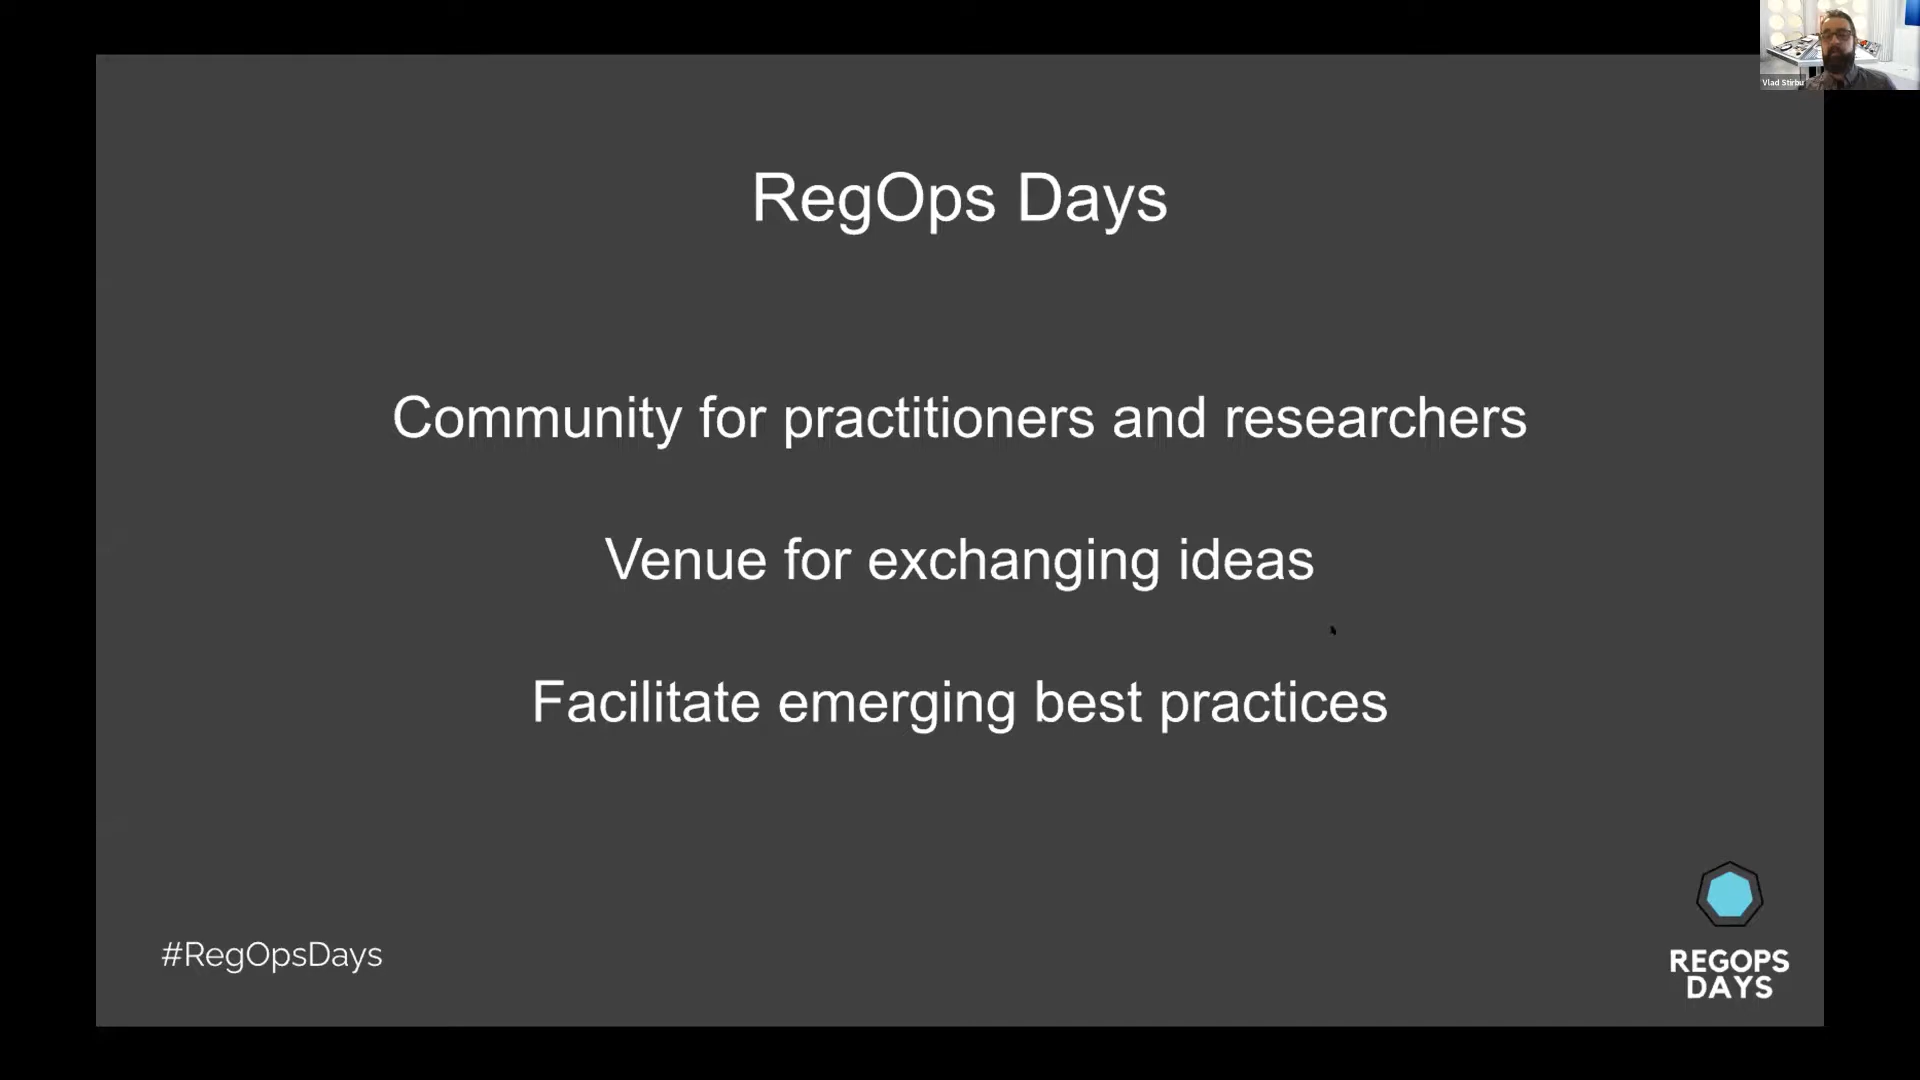 Vlad Stirbu
RegOps Days
Community for practitioners and researchers
Venue for exchanging ideas
Facilitate emerging best practices
#RegOpsDays
REGOPS
DAYS